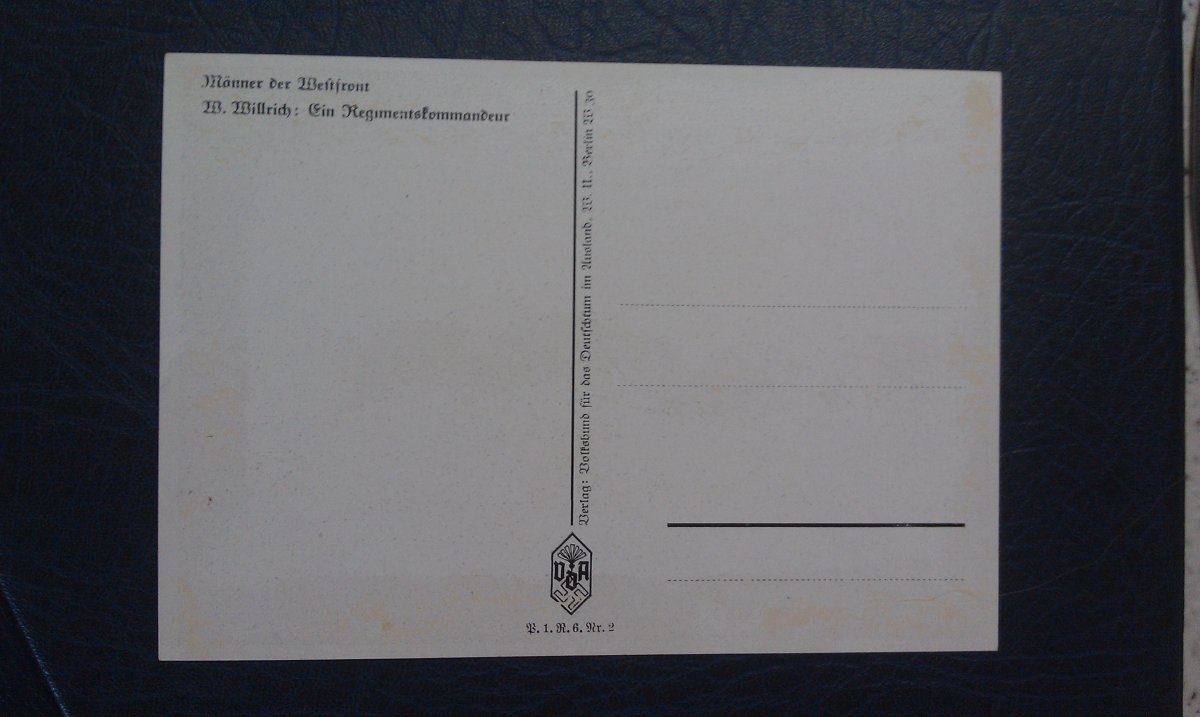 Männer der Westfront
W. Willrich: Ein Regimentskommandeur
Verlag: Volksbund für das Deutschtum im Ausland, W. U., Berlin W 30
VDA
P. 1. R. 6. Nr. 2